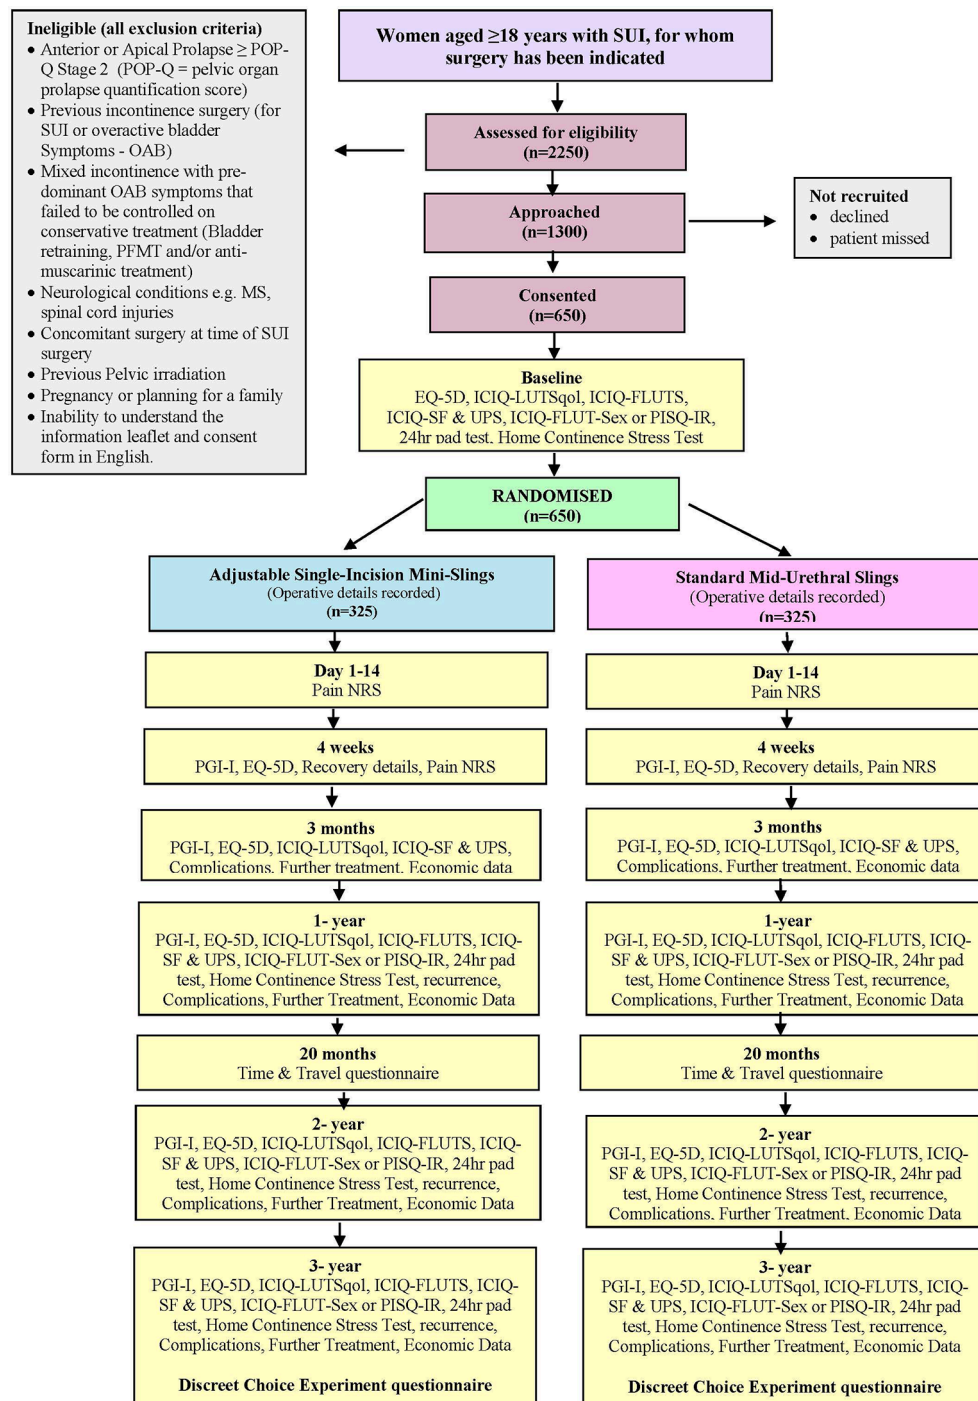 Ineligible (all exclusion criteria)
• Anterior or Apical Prolapse ≥ POP-
Q Stage 2 (POP-Q = pelvic organ
prolapse quantification score)
• Previous incontinence surgery (for
SUI or overactive bladder
Symptoms - OAB)
• Mixed incontinence with pre-
dominant OAB symptoms that
failed to be controlled on
conservative treatment (Bladder
retraining, PFMT and/or anti-
muscarinic treatment)
• Neurological conditions e.g. MS,
spinal cord injuries
• Concomitant surgery at time of SUI
surgery
• Previous Pelvic irradiation
• Pregnancy or planning for a family
• Inability to understand the
information leaflet and consent
form in English.
Women aged ≥18 years with SUI, for whom
surgery has been indicated
Assessed for eligibility
(n=2250)
Approached
(n=1300)
Not recruited
• declined
• patient missed
Consented
(n=650)
Baseline
EQ-5D, ICIQ-LUTSqol, ICIQ-FLUTS,
ICIQ-SF & UPS, ICIQ-FLUT-Sex or PISQ-IR,
24hr pad test, Home Continence Stress Test
RANDOMISED
(n=650)
Adjustable Single-Incision Mini-Slings
(Operative details recorded)
(n=325)
Day 1-14
Pain NRS
4 weeks
PGI-I, EQ-5D, Recovery details, Pain NRS
3 months
PGI-I, EQ-5D, ICIQ-LUTSqol, ICIQ-SF & UPS,
Complications, Further treatment, Economic data
1- year
PGI-I, EQ-5D, ICIQ-LUTSqol, ICIQ-FLUTS, ICIQ-
SF & UPS, ICIQ-FLUT-Sex or PISQ-IR, 24hr pad
test, Home Continence Stress Test, recurrence,
Complications, Further Treatment, Economic Data
20 months
Time & Travel questionnaire
2- year
PGI-I, EQ-5D, ICIQ-LUTSqol, ICIQ-FLUTS, ICIQ-
SF & UPS, ICIQ-FLUT-Sex or PISQ-IR, 24hr pad
test, Home Continence Stress Test, recurrence,
Complications, Further Treatment, Economic Data
3- year
PGI-I, EQ-5D, ICIQ-LUTSqol, ICIQ-FLUTS, ICIQ-
SF & UPS, ICIQ-FLUT-Sex or PISQ-IR, 24hr pad
test, Home Continence Stress Test, recurrence,
Complications, Further Treatment, Economic Data
Discreet Choice Experiment questionnaire
Standard Mid-Urethral Slings
(Operative details recorded)
(n=325)
Day 1-14
Pain NRS
4 weeks
PGI-I, EQ-5D, Recovery details, Pain NRS
3 months
PGI-I, EQ-5D, ICIQ-LUTSqol, ICIQ-SF & UPS,
Complications, Further treatment, Economic data
1-year
PGI-I, EQ-5D, ICIQ-LUTSqol, ICIQ-FLUTS, ICIQ-
SF & UPS, ICIQ-FLUT-Sex or PISQ-IR, 24hr pad
test, Home Continence Stress Test, recurrence,
Complications, Further Treatment, Economic Data
20 months
Time & Travel questionnaire
2- year
PGI-I, EQ-5D, ICIQ-LUTSqol, ICIQ-FLUTS, ICIQ-
SF & UPS, ICIQ-FLUT-Sex or PISQ-IR, 24hr pad
test, Home Continence Stress Test, recurrence,
Complications, Further Treatment, Economic Data
3- year
PGI-I, EQ-5D, ICIQ-LUTSqol, ICIQ-FLUTS, ICIQ-
SF & UPS, ICIQ-FLUT-Sex or PISQ-IR, 24hr pad
test, Home Continence Stress Test, recurrence,
Complications, Further Treatment, Economic Data
Discreet Choice Experiment questionnaire